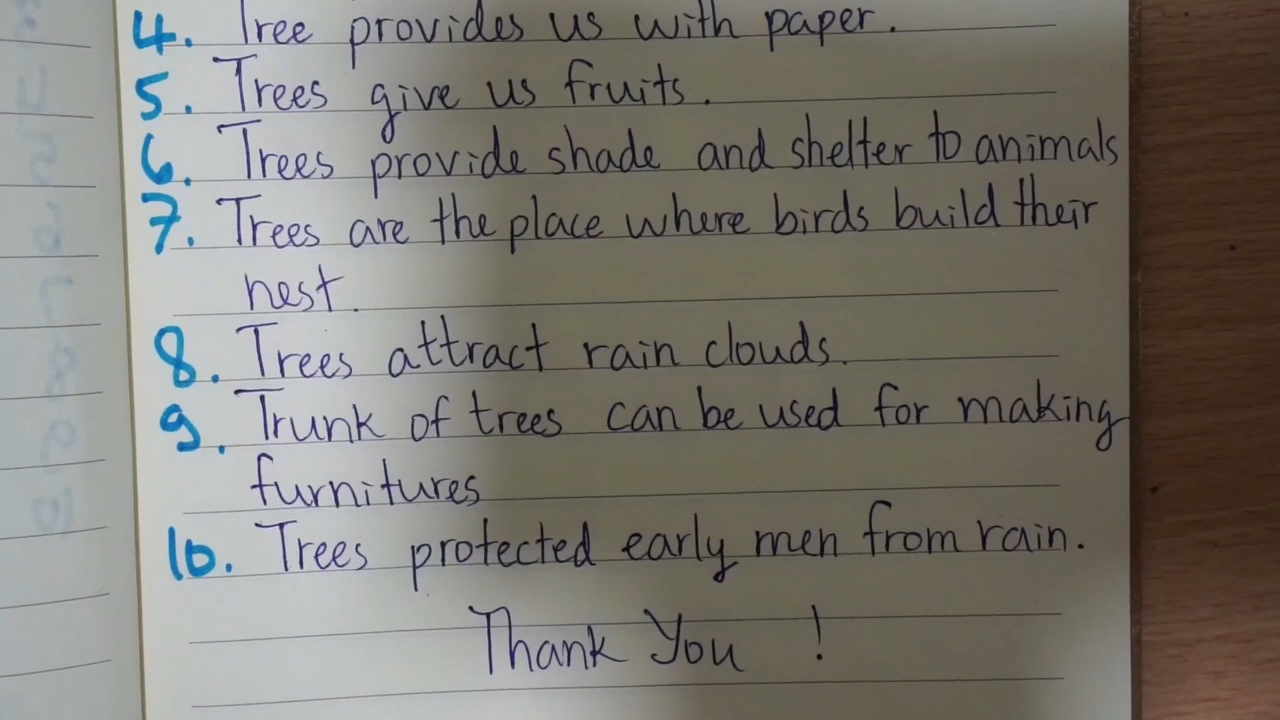 4. Tree provides us with paper.
5. Trees give us fruits.
6. Trees provide shade and shelter to animals
7. Trees are the place where birds build their
nest.
8. Trees attract rain clouds.
9. Trunk of trees can be used for making
furnitures
10. Trees protected early men from rain.
Thank You !